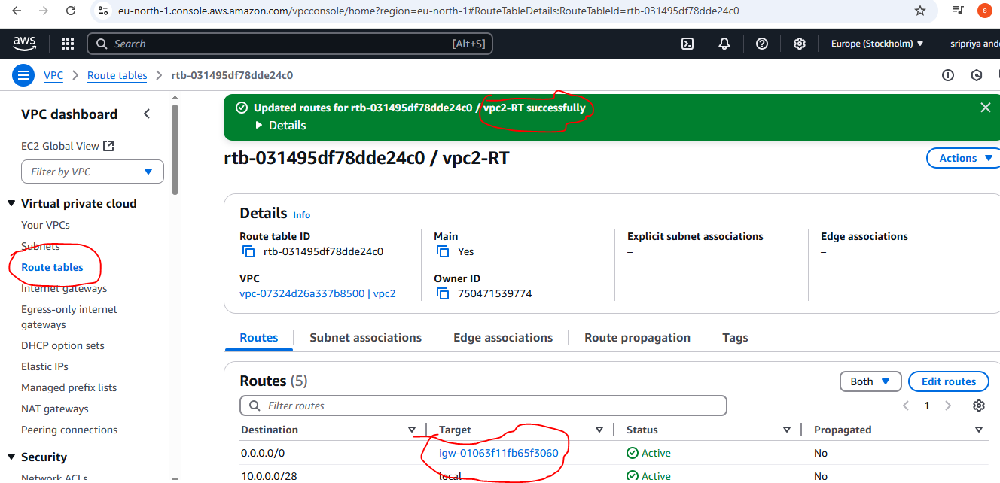 eu-north-1.console.aws.amazon.com/vpcconsole/home?region=eu-north-1#RouteTableDetails:RouteTableId=rtb-031495df78dde24c0
S
aws
Search [Alt+S]
Europe (Stockholm)
sripriya and
VPC > Route tables > rtb-031495df78dde24c0
VPC dashboard
EC2 Global View
Filter by VPC
Virtual private cloud
Your VPCs
Subnets
Route tables
Internet gateways
Egress-only internet
gateways
DHCP option sets
Elastic IPs
Managed prefix lists
NAT gateways
Peering connections
Security
Network ACLs
Updated routes for rtb-031495df78dde24c0 / vpc2-RT successfully
Details
rtb-031495df78dde24c0 / vpc2-RT
Actions
Details Info
Route table ID
rtb-031495df78dde24c0
Main
Yes
Explicit subnet associations
–
Edge associations
–
VPC
vpc-07324d26a337b8500 | vpc2
Owner ID
750471539774
Routes Subnet associations Edge associations Route propagation Tags
Routes (5)
Both
Edit routes
Filter routes
1
Destination Target Status Propagated
0.0.0.0/0 igw-01063f11fb65f3060 Active No
10.0.0.0/28 local Active No